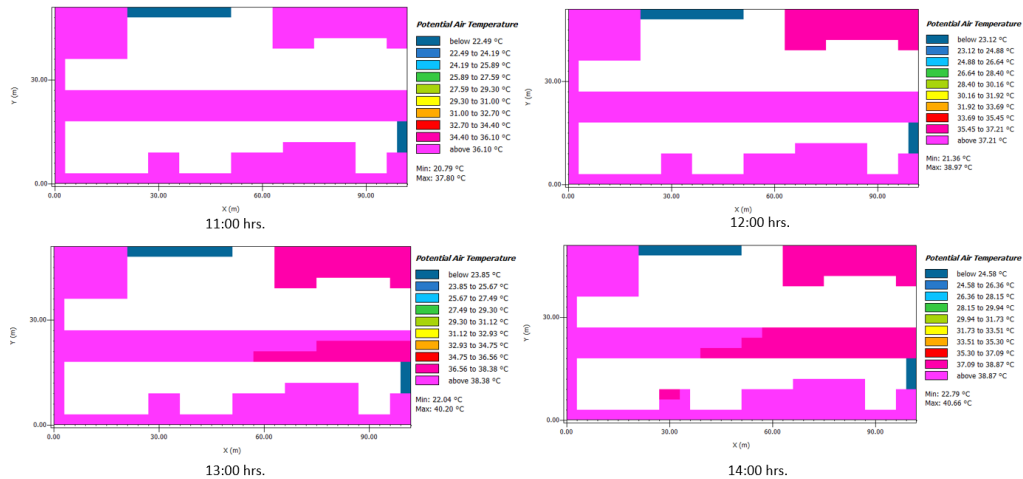 Potential Air Temperature
below 22.49 °C
22.49 to 24.19 °C
24.19 to 25.89 °C
25.89 to 27.59 °C
27.59 to 29.30 °C
29.30 to 31.00 °C
31.00 to 32.70 °C
32.70 to 34.40 °C
34.40 to 36.10 °C
above 36.10 °C
Min: 20.79 °C
Max: 37.80 °C
Y (m)
30.00
0.00
0.00 30.00 60.00 90.00
X (m)
11:00 hrs.
Potential Air Temperature
below 23.12 °C
23.12 to 24.88 °C
24.88 to 26.64 °C
26.64 to 28.40 °C
28.40 to 30.16 °C
30.16 to 31.92 °C
31.92 to 33.69 °C
33.69 to 35.45 °C
35.45 to 37.21 °C
above 37.21 °C
Min: 21.36 °C
Max: 38.97 °C
Y (m)
30.00
0.00
0.00 30.00 60.00 90.00
X (m)
12:00 hrs.
Potential Air Temperature
below 23.85 °C
23.85 to 25.67 °C
25.67 to 27.49 °C
27.49 to 29.30 °C
29.30 to 31.12 °C
31.12 to 32.93 °C
32.93 to 34.75 °C
34.75 to 36.56 °C
36.56 to 38.38 °C
above 38.38 °C
Min: 22.04 °C
Max: 40.20 °C
Y (m)
30.00
0.00
0.00 30.00 60.00 90.00
X (m)
13:00 hrs.
Potential Air Temperature
below 24.58 °C
24.58 to 26.36 °C
26.36 to 28.15 °C
28.15 to 29.94 °C
29.94 to 31.73 °C
31.73 to 33.51 °C
33.51 to 35.30 °C
35.30 to 37.09 °C
37.09 to 38.87 °C
above 38.87 °C
Min: 22.79 °C
Max: 40.66 °C
Y (m)
30.00
0.00
0.00 30.00 60.00 90.00
X (m)
14:00 hrs.